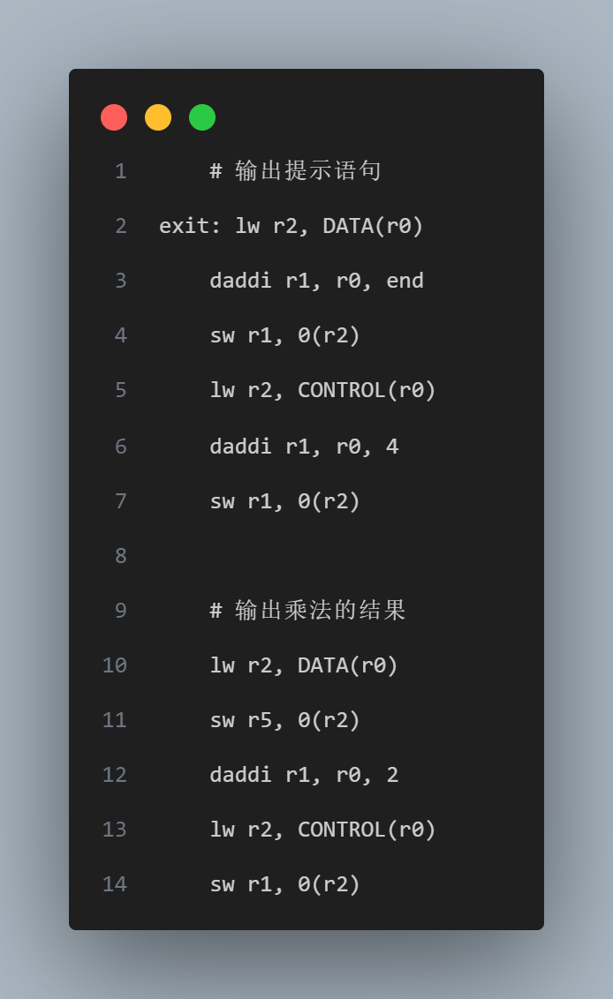 1 # 输出提示语句
2 exit: lw r2, DATA(r0)
3 daddi r1, r0, end
4 sw r1, 0(r2)
5 lw r2, CONTROL(r0)
6 daddi r1, r0, 4
7 sw r1, 0(r2)
8
9 # 输出乘法的结果
10 lw r2, DATA(r0)
11 sw r5, 0(r2)
12 daddi r1, r0, 2
13 lw r2, CONTROL(r0)
14 sw r1, 0(r2)